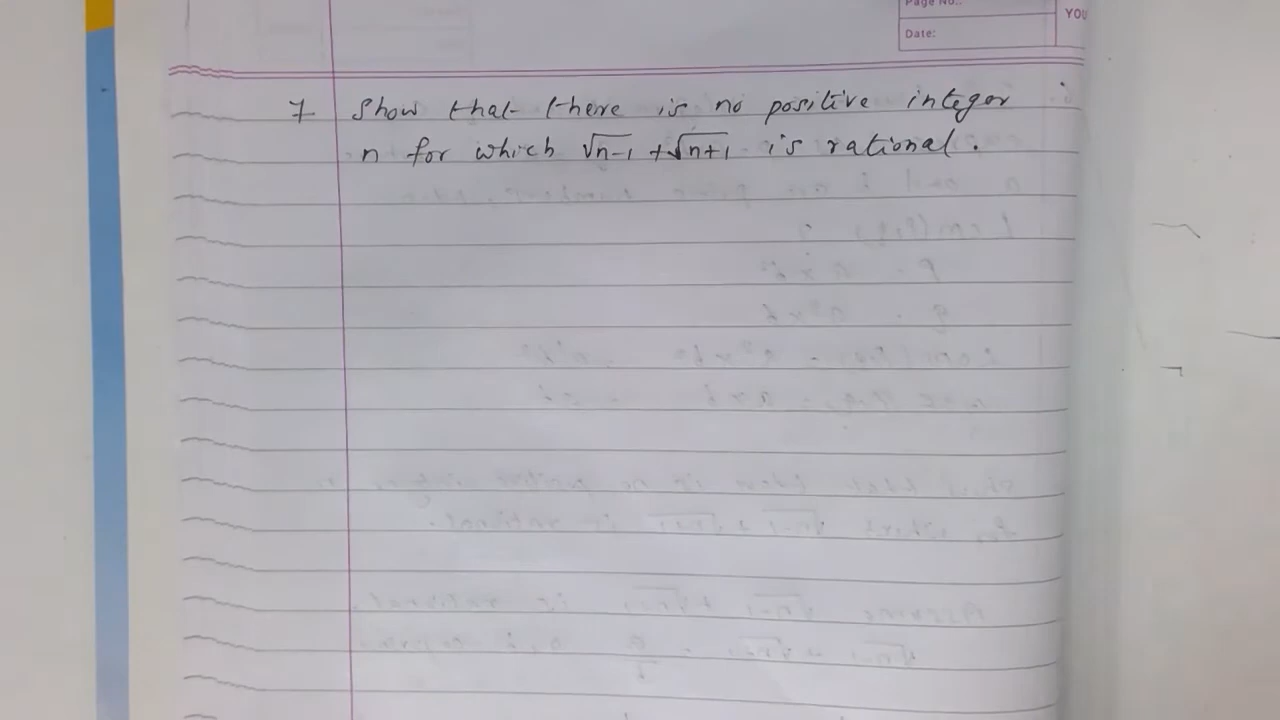 Page No.:
YOU
Date:
7 Show that there is no positive integer
n for which √n-1 + √n+1 is rational.